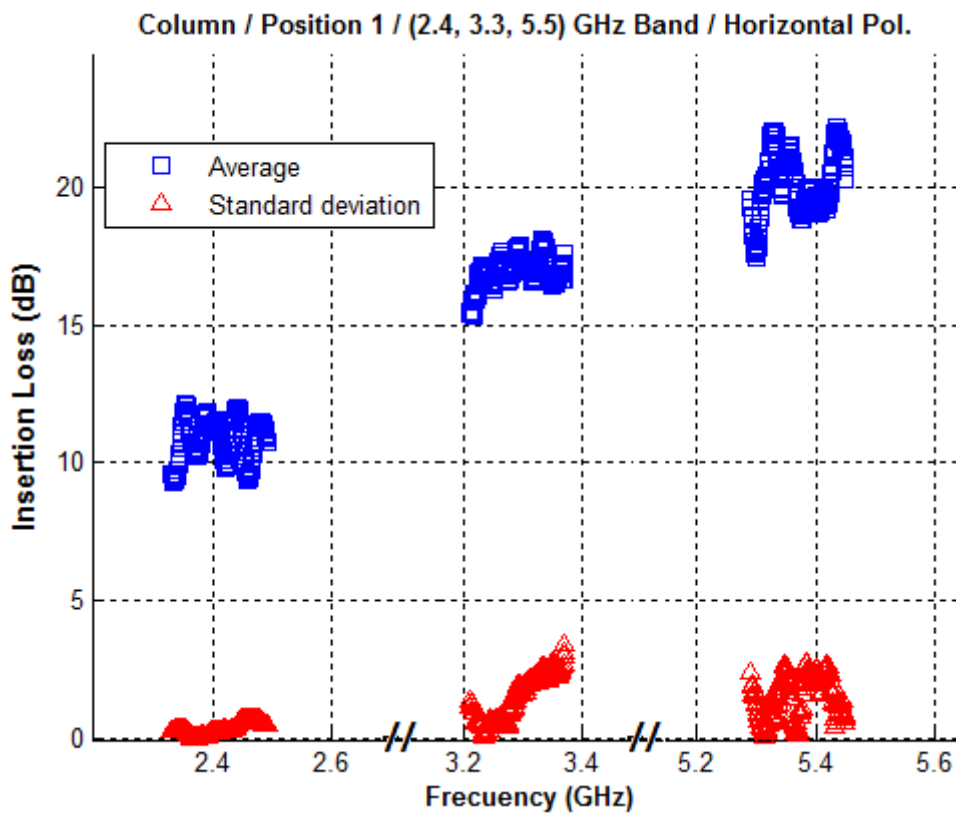 Column / Position 1 / (2.4, 3.3, 5.5) GHz Band / Horizontal Pol.
Average
Standard deviation
Insertion Loss (dB)
20
15
10
5
0
2.4 2.6 3.2 3.4 5.2 5.4 5.6
Frecuency (GHz)